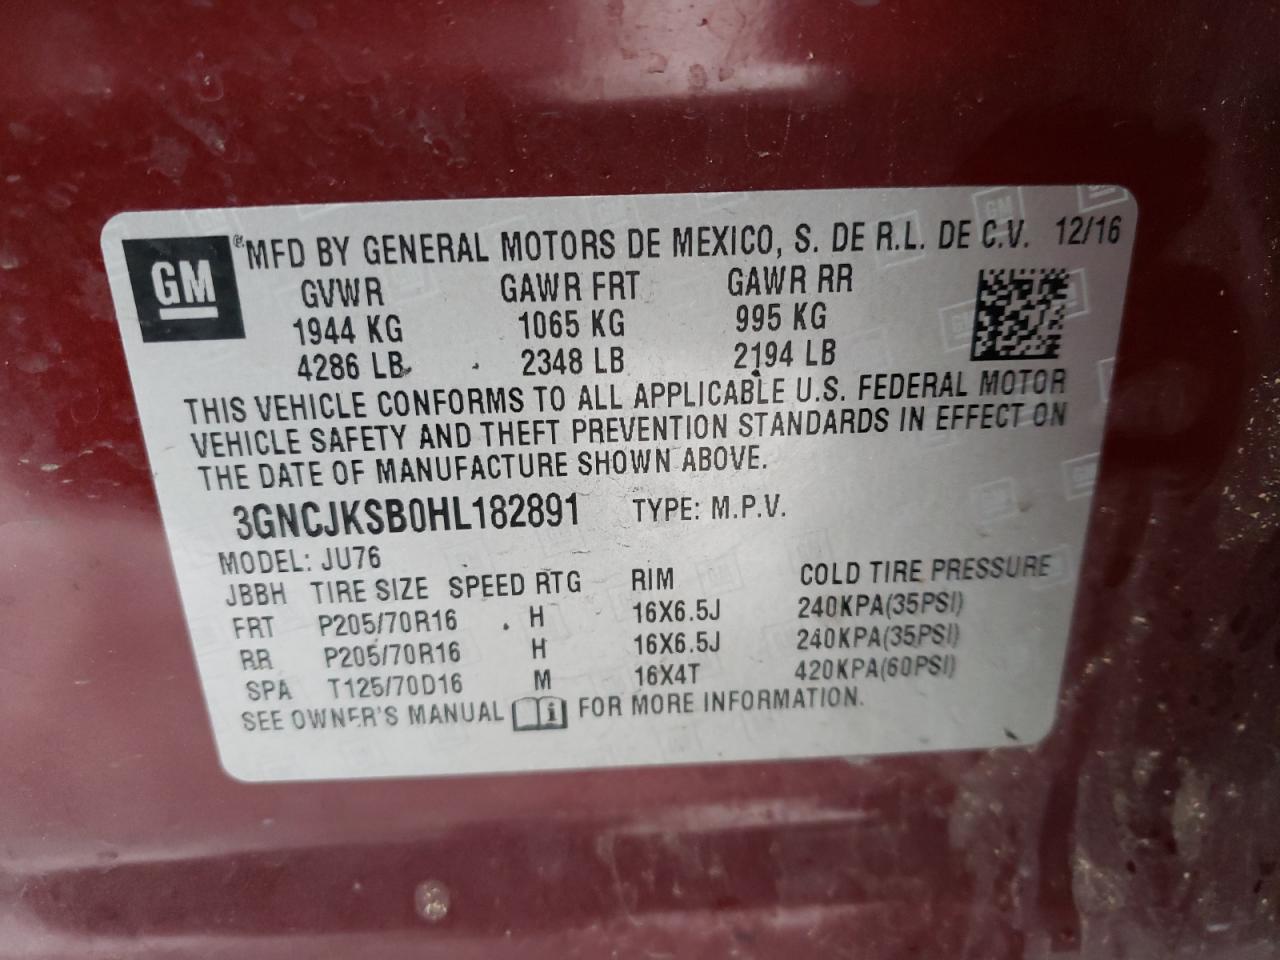 GM ® MFD BY GENERAL MOTORS DE MEXICO, S. DE R.L. DE C.V. 12/16
GVWR GAWR FRT GAWR RR
1944 KG 1065 KG 995 KG
4286 LB 2348 LB 2194 LB
THIS VEHICLE CONFORMS TO ALL APPLICABLE U.S. FEDERAL MOTOR
VEHICLE SAFETY AND THEFT PREVENTION STANDARDS IN EFFECT ON
THE DATE OF MANUFACTURE SHOWN ABOVE.
3GNCJKSB0HL182891 TYPE: M.P.V.
MODEL: JU76
JBBH TIRE SIZE SPEED RTG RIM COLD TIRE PRESSURE
FRT P205/70R16 H 16X6.5J 240KPA(35PSI)
RR P205/70R16 H 16X6.5J 240KPA(35PSI)
SPA T125/70D16 M 16X4T 420KPA(60PSI)
SEE OWNER'S MANUAL i FOR MORE INFORMATION.